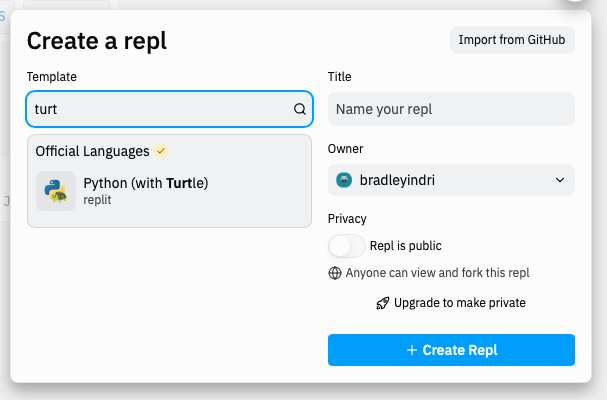 Create a repl
Import from GitHub
Template
turt
Official Languages
Python (with Turtle)
replit
Title
Name your repl
Owner
bradleyindri
Privacy
Repl is public
Anyone can view and fork this repl
Upgrade to make private
+ Create Repl